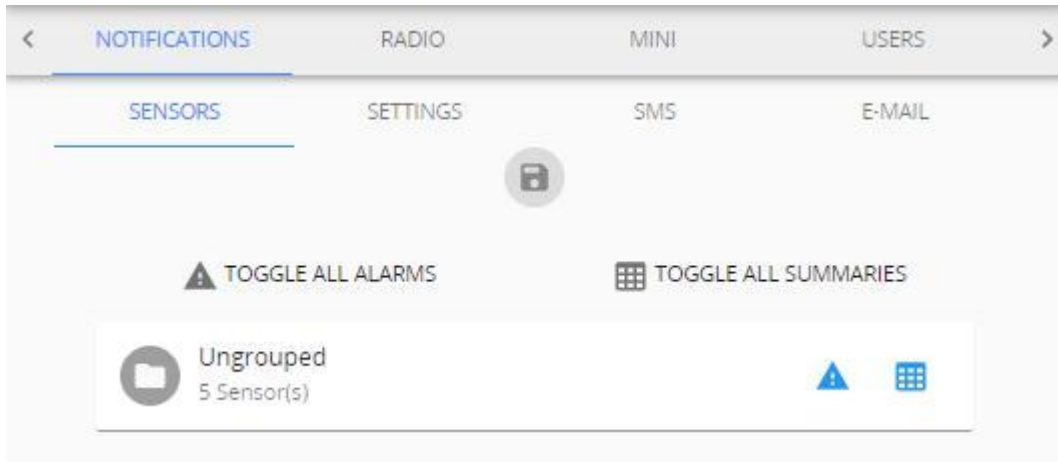 NOTIFICATIONS RADIO MINI USERS
SENSORS SETTINGS SMS E-MAIL
TOGGLE ALL ALARMS TOGGLE ALL SUMMARIES
Ungrouped
5 Sensor(s)